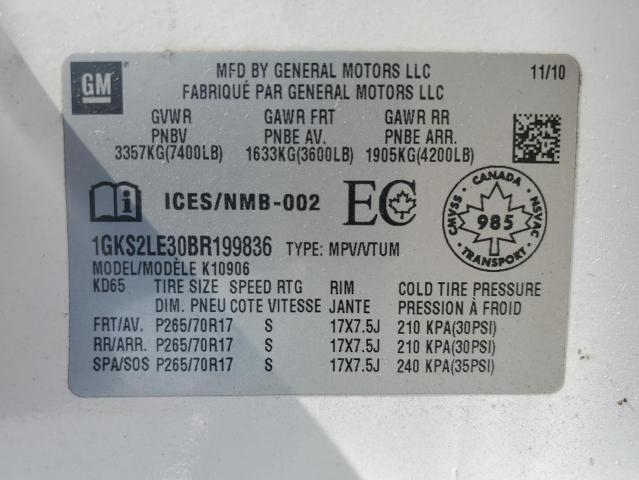 GM
MFD BY GENERAL MOTORS LLC 11/10
FABRIQUÉ PAR GENERAL MOTORS LLC
GVWR GAWR FRT GAWR RR
PNBV PNBE AV. PNBE ARR.
3357KG(7400LB) 1633KG(3600LB) 1905KG(4200LB)
i ICES/NMB-002 EC CMVSS CANADA NSVAC 985
1GKS2LE30BR199836 TYPE: MPV/VTUM
MODEL/MODÈLE K10906
KD65 TIRE SIZE SPEED RTG RIM COLD TIRE PRESSURE
DIM. PNEU COTE VITESSE JANTE PRESSION À FROID
FRT/AV. P265/70R17 S 17X7.5J 210 KPA(30PSI)
RR/ARR. P265/70R17 S 17X7.5J 210 KPA(30PSI)
SPA/SOS P265/70R17 S 17X7.5J 240 KPA(35PSI)